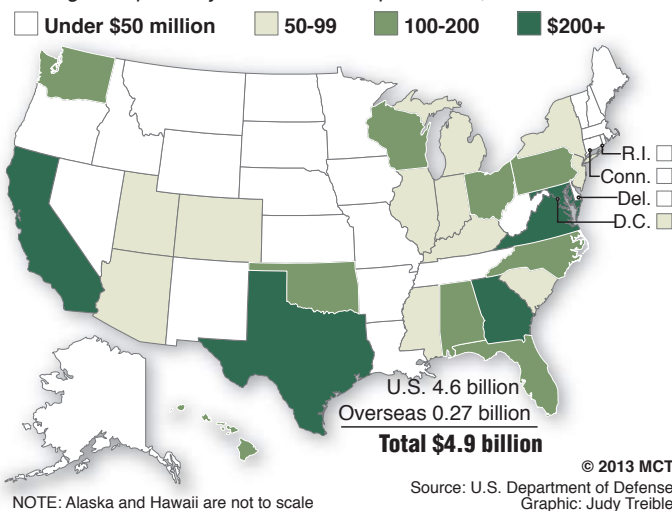 Under $50 million 50-99 100-200 $200+
R.I.
Conn.
Del.
D.C.
U.S. 4.6 billion
Overseas 0.27 billion
Total $4.9 billion
© 2013 MCT
Source: U.S. Department of Defense
NOTE: Alaska and Hawaii are not to scale
Graphic: Judy Treible